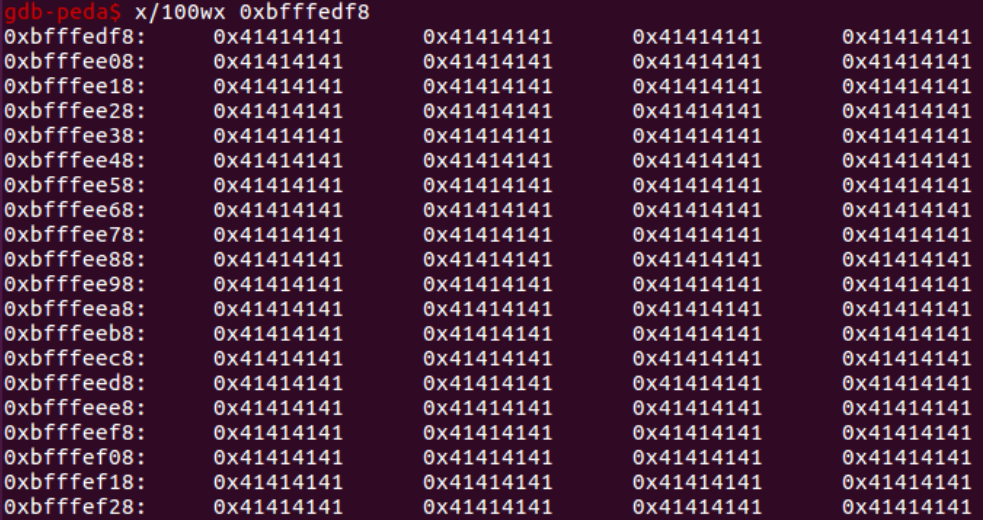 gdb-peda$ x/100wx 0xbfffedf8
0xbfffedf8: 0x41414141 0x41414141 0x41414141 0x41414141
0xbfffee08: 0x41414141 0x41414141 0x41414141 0x41414141
0xbfffee18: 0x41414141 0x41414141 0x41414141 0x41414141
0xbfffee28: 0x41414141 0x41414141 0x41414141 0x41414141
0xbfffee38: 0x41414141 0x41414141 0x41414141 0x41414141
0xbfffee48: 0x41414141 0x41414141 0x41414141 0x41414141
0xbfffee58: 0x41414141 0x41414141 0x41414141 0x41414141
0xbfffee68: 0x41414141 0x41414141 0x41414141 0x41414141
0xbfffee78: 0x41414141 0x41414141 0x41414141 0x41414141
0xbfffee88: 0x41414141 0x41414141 0x41414141 0x41414141
0xbfffee98: 0x41414141 0x41414141 0x41414141 0x41414141
0xbfffeea8: 0x41414141 0x41414141 0x41414141 0x41414141
0xbfffeeb8: 0x41414141 0x41414141 0x41414141 0x41414141
0xbfffeec8: 0x41414141 0x41414141 0x41414141 0x41414141
0xbfffeed8: 0x41414141 0x41414141 0x41414141 0x41414141
0xbfffeee8: 0x41414141 0x41414141 0x41414141 0x41414141
0xbfffeef8: 0x41414141 0x41414141 0x41414141 0x41414141
0xbfffef08: 0x41414141 0x41414141 0x41414141 0x41414141
0xbfffef18: 0x41414141 0x41414141 0x41414141 0x41414141
0xbfffef28: 0x41414141 0x41414141 0x41414141 0x41414141